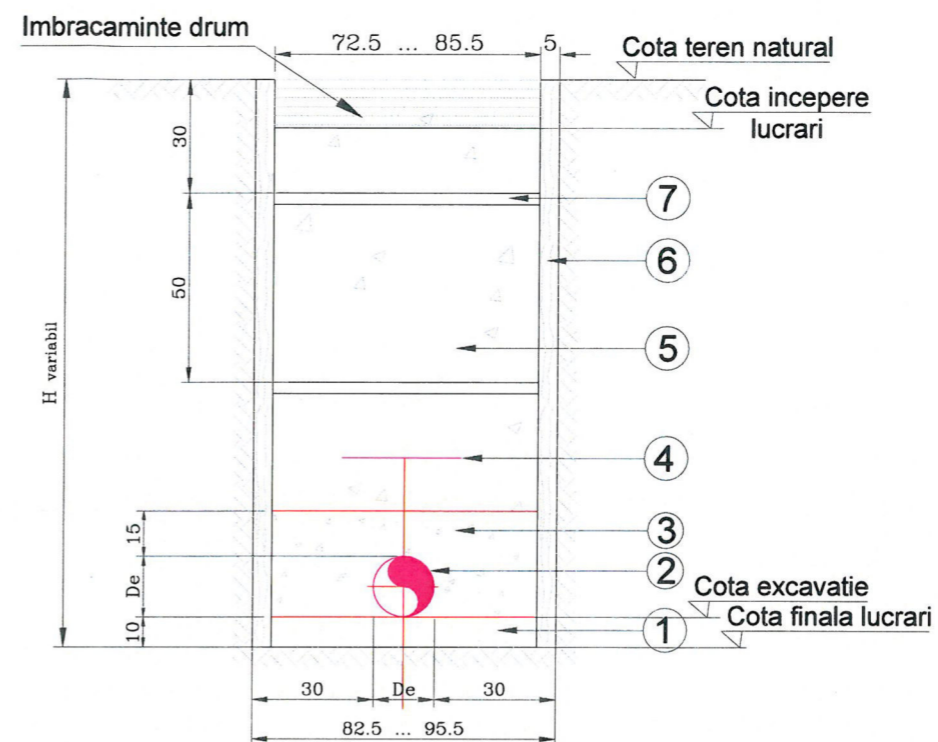 Imbracaminte drum
72.5 ... 85.5
5
Cota teren natural
Cota incepere
lucrari
30
7
6
50
5
H variabil
4
15
3
2
De
Cota excavatie
Cota finala lucrari
10
1
30
De
30
82.5 ... 95.5